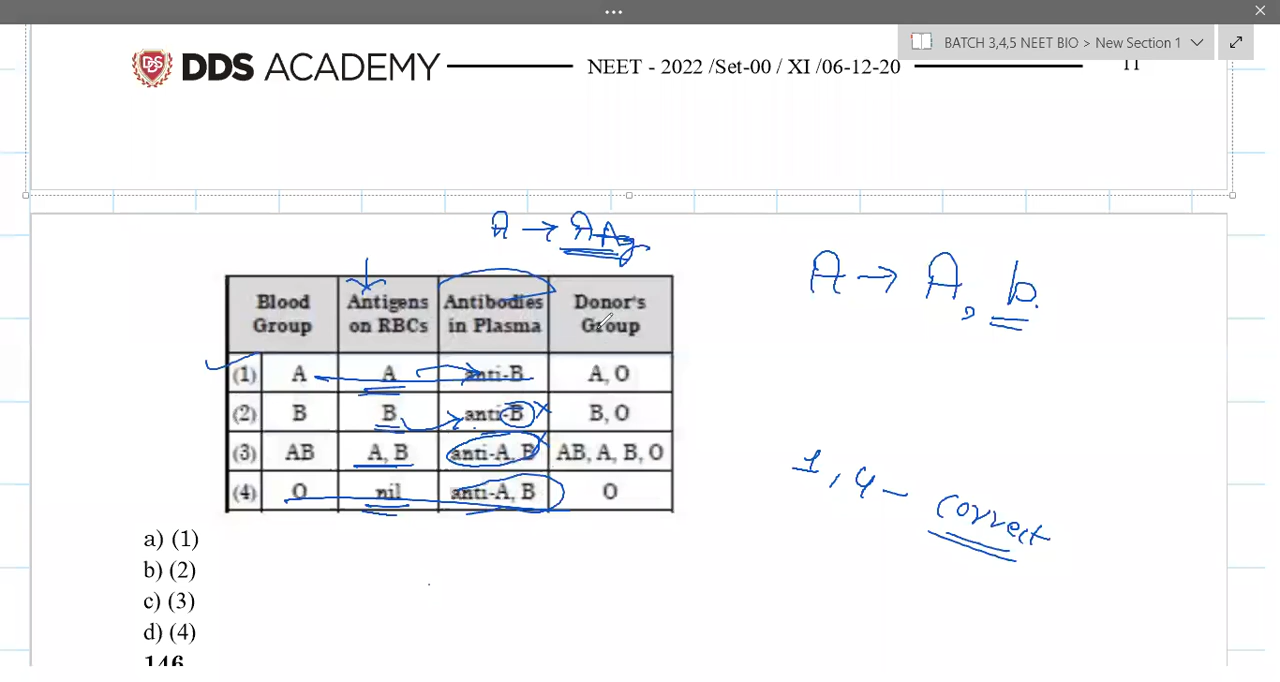 BATCH 3,4,5 NEET BIO > New Section 1
DDS ACADEMY NEET - 2022 /Set-00 / XI /06-12-20 11
A → A Ag
A → A, b.
Blood Group Antigens on RBCs Antibodies in Plasma Donor's Group
(1) A A anti-B A, O
(2) B B anti-B B, O
(3) AB A, B anti-A, B AB, A, B, O
(4) O nil anti-A, B O
1, 4 - correct
a) (1)
b) (2)
c) (3)
d) (4)
146